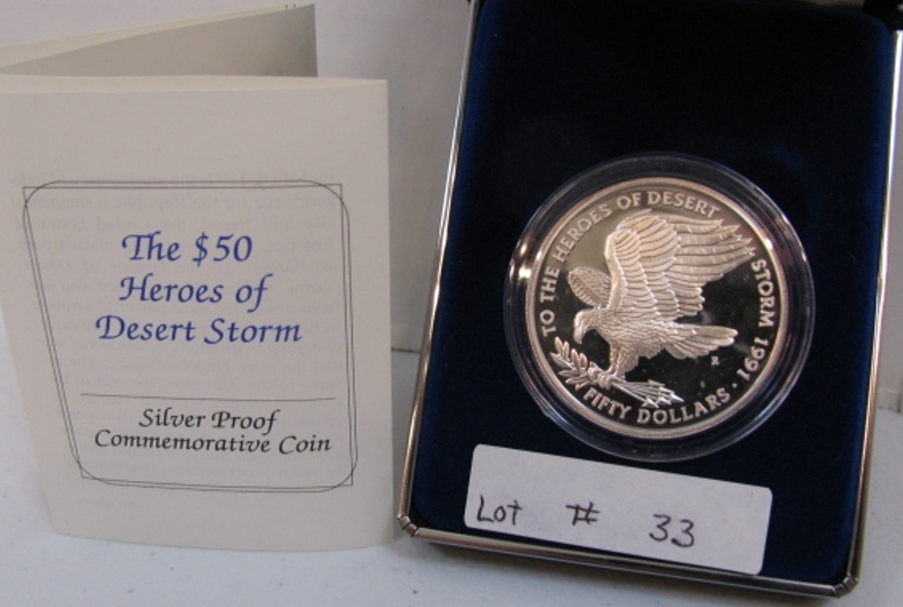 The $50
Heroes of
Desert Storm
Silver Proof
Commemorative Coin
TO THE HEROES OF DESERT STORM 1991 ·
FIFTY DOLLARS
R
Lot # 33